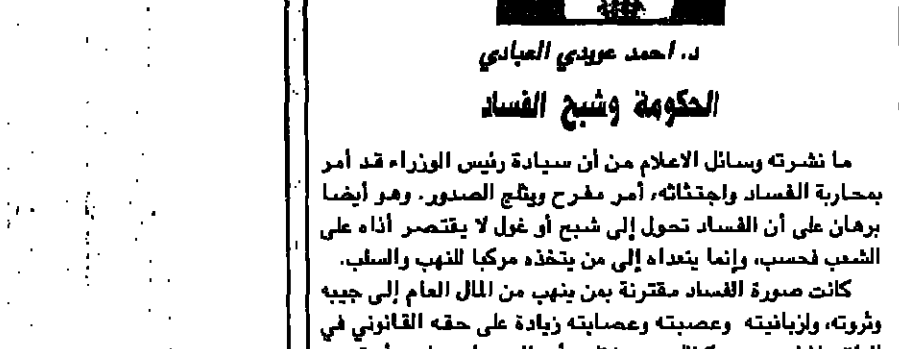 د. احمد عويدي العبادي
الحكومة وشبح الفساد
ما نشرته وسائل الاعلام من أن سيادة رئيس الوزراء قد أمر
بمحاربة الفساد واجتثاثه، أمر مفرح ويثلج الصدور. وهو أيضا
برهان على أن الفساد تحول إلى شبح أو غول لا يقتصر أذاه على
الشعب فحسب، وإنما يتعداه إلى من يتخذه مركبا للنهب والسلب.
كانت صورة الفساد مقترنة بمن ينهب من المال العام إلى جيبه
وثروته، ولزبانيته وعصبته وعصابته زيادة على حقه القانوني في